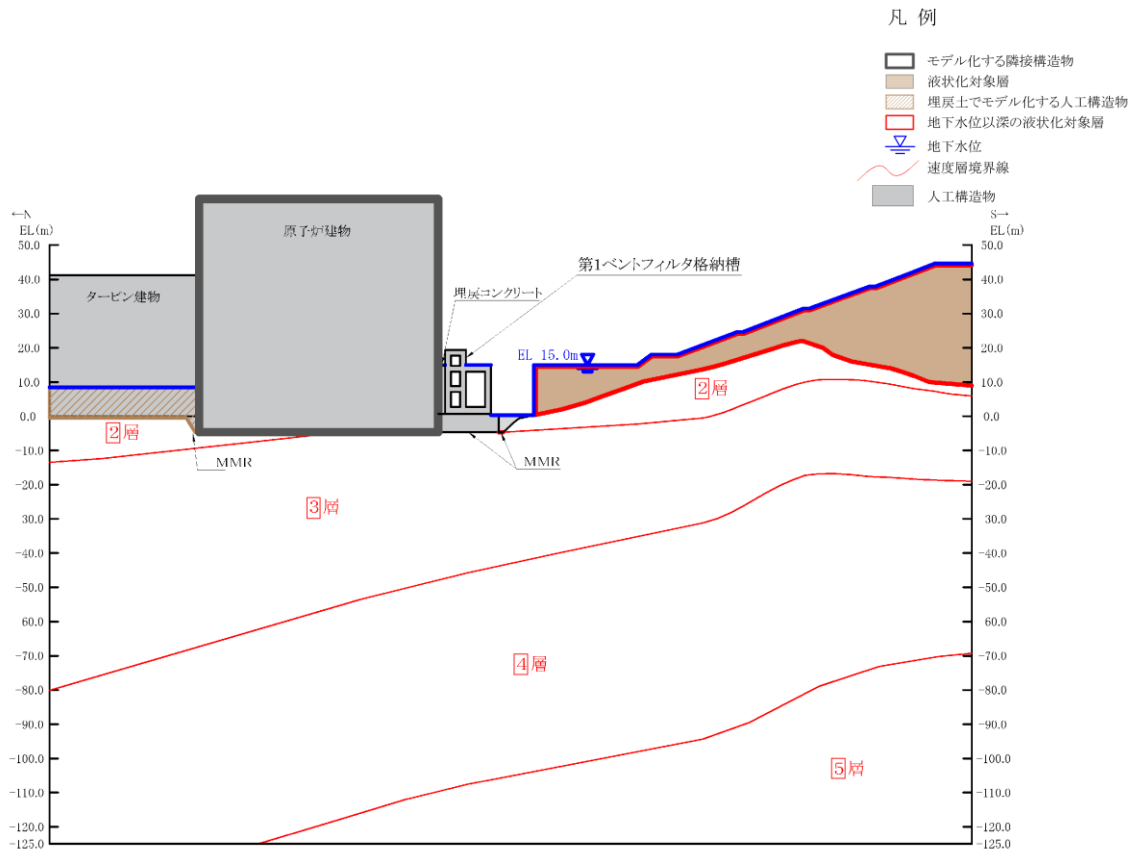 凡 例
モデル化する隣接構造物
液状化対象層
埋戻土でモデル化する人工構造物
地下水位以深の液状化対象層
地下水位
速度層境界線
人工構造物
←N
EL(m)
S→
EL(m)
原子炉建物
タービン建物
第1ベントフィルタ格納槽
埋戻コンクリート
EL 15.0m
50.0
40.0
30.0
20.0
10.0
0.0
-10.0
-20.0
30.0
-40.0
-50.0
-60.0
-70.0
-80.0
-90.0
-100.0
-110.0
-120.0
-125.0
50.0
40.0
30.0
20.0
10.0
0.0
-10.0
-20.0
30.0
-40.0
-50.0
-60.0
-70.0
-80.0
-90.0
-100.0
-110.0
-120.0
-125.0
2層
2層
MMR
MMR
3層
4層
5層